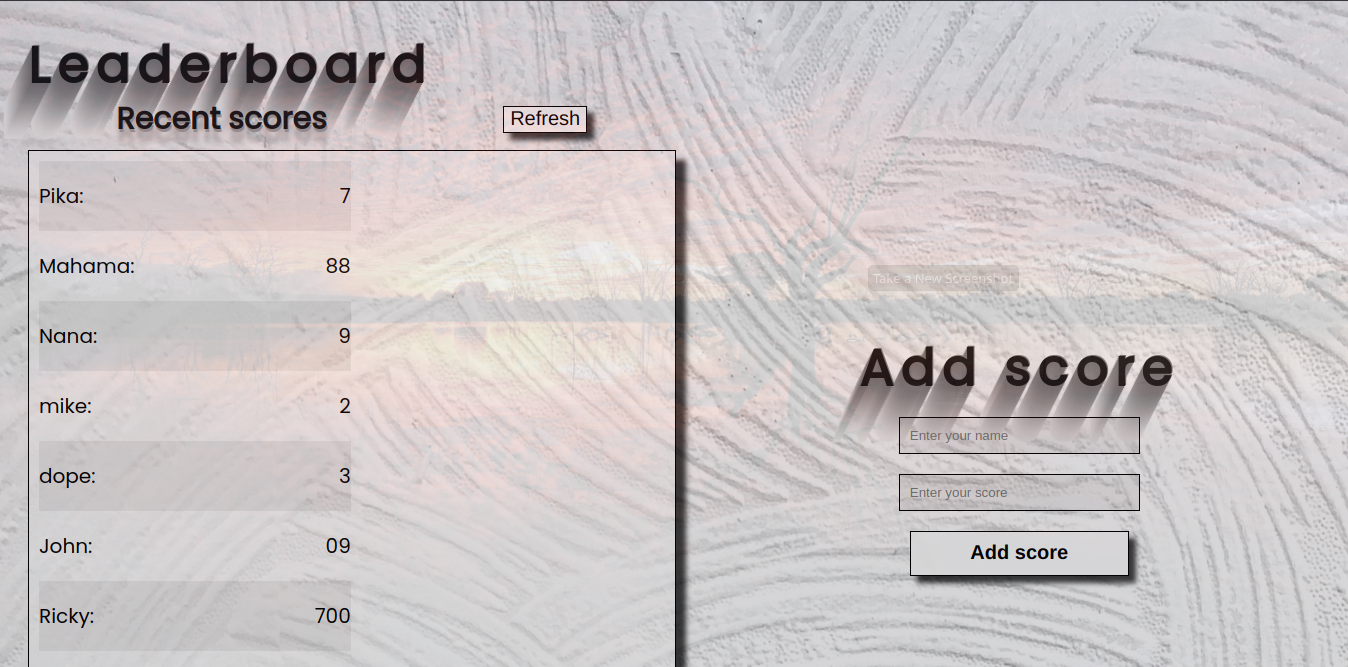 Leaderboard
Recent scores
Refresh
Pika: 7
Mahama: 88
Nana: 9
mike: 2
dope: 3
John: 09
Ricky: 700
Take a New Screenshot
Add score
Enter your name
Enter your score
Add score